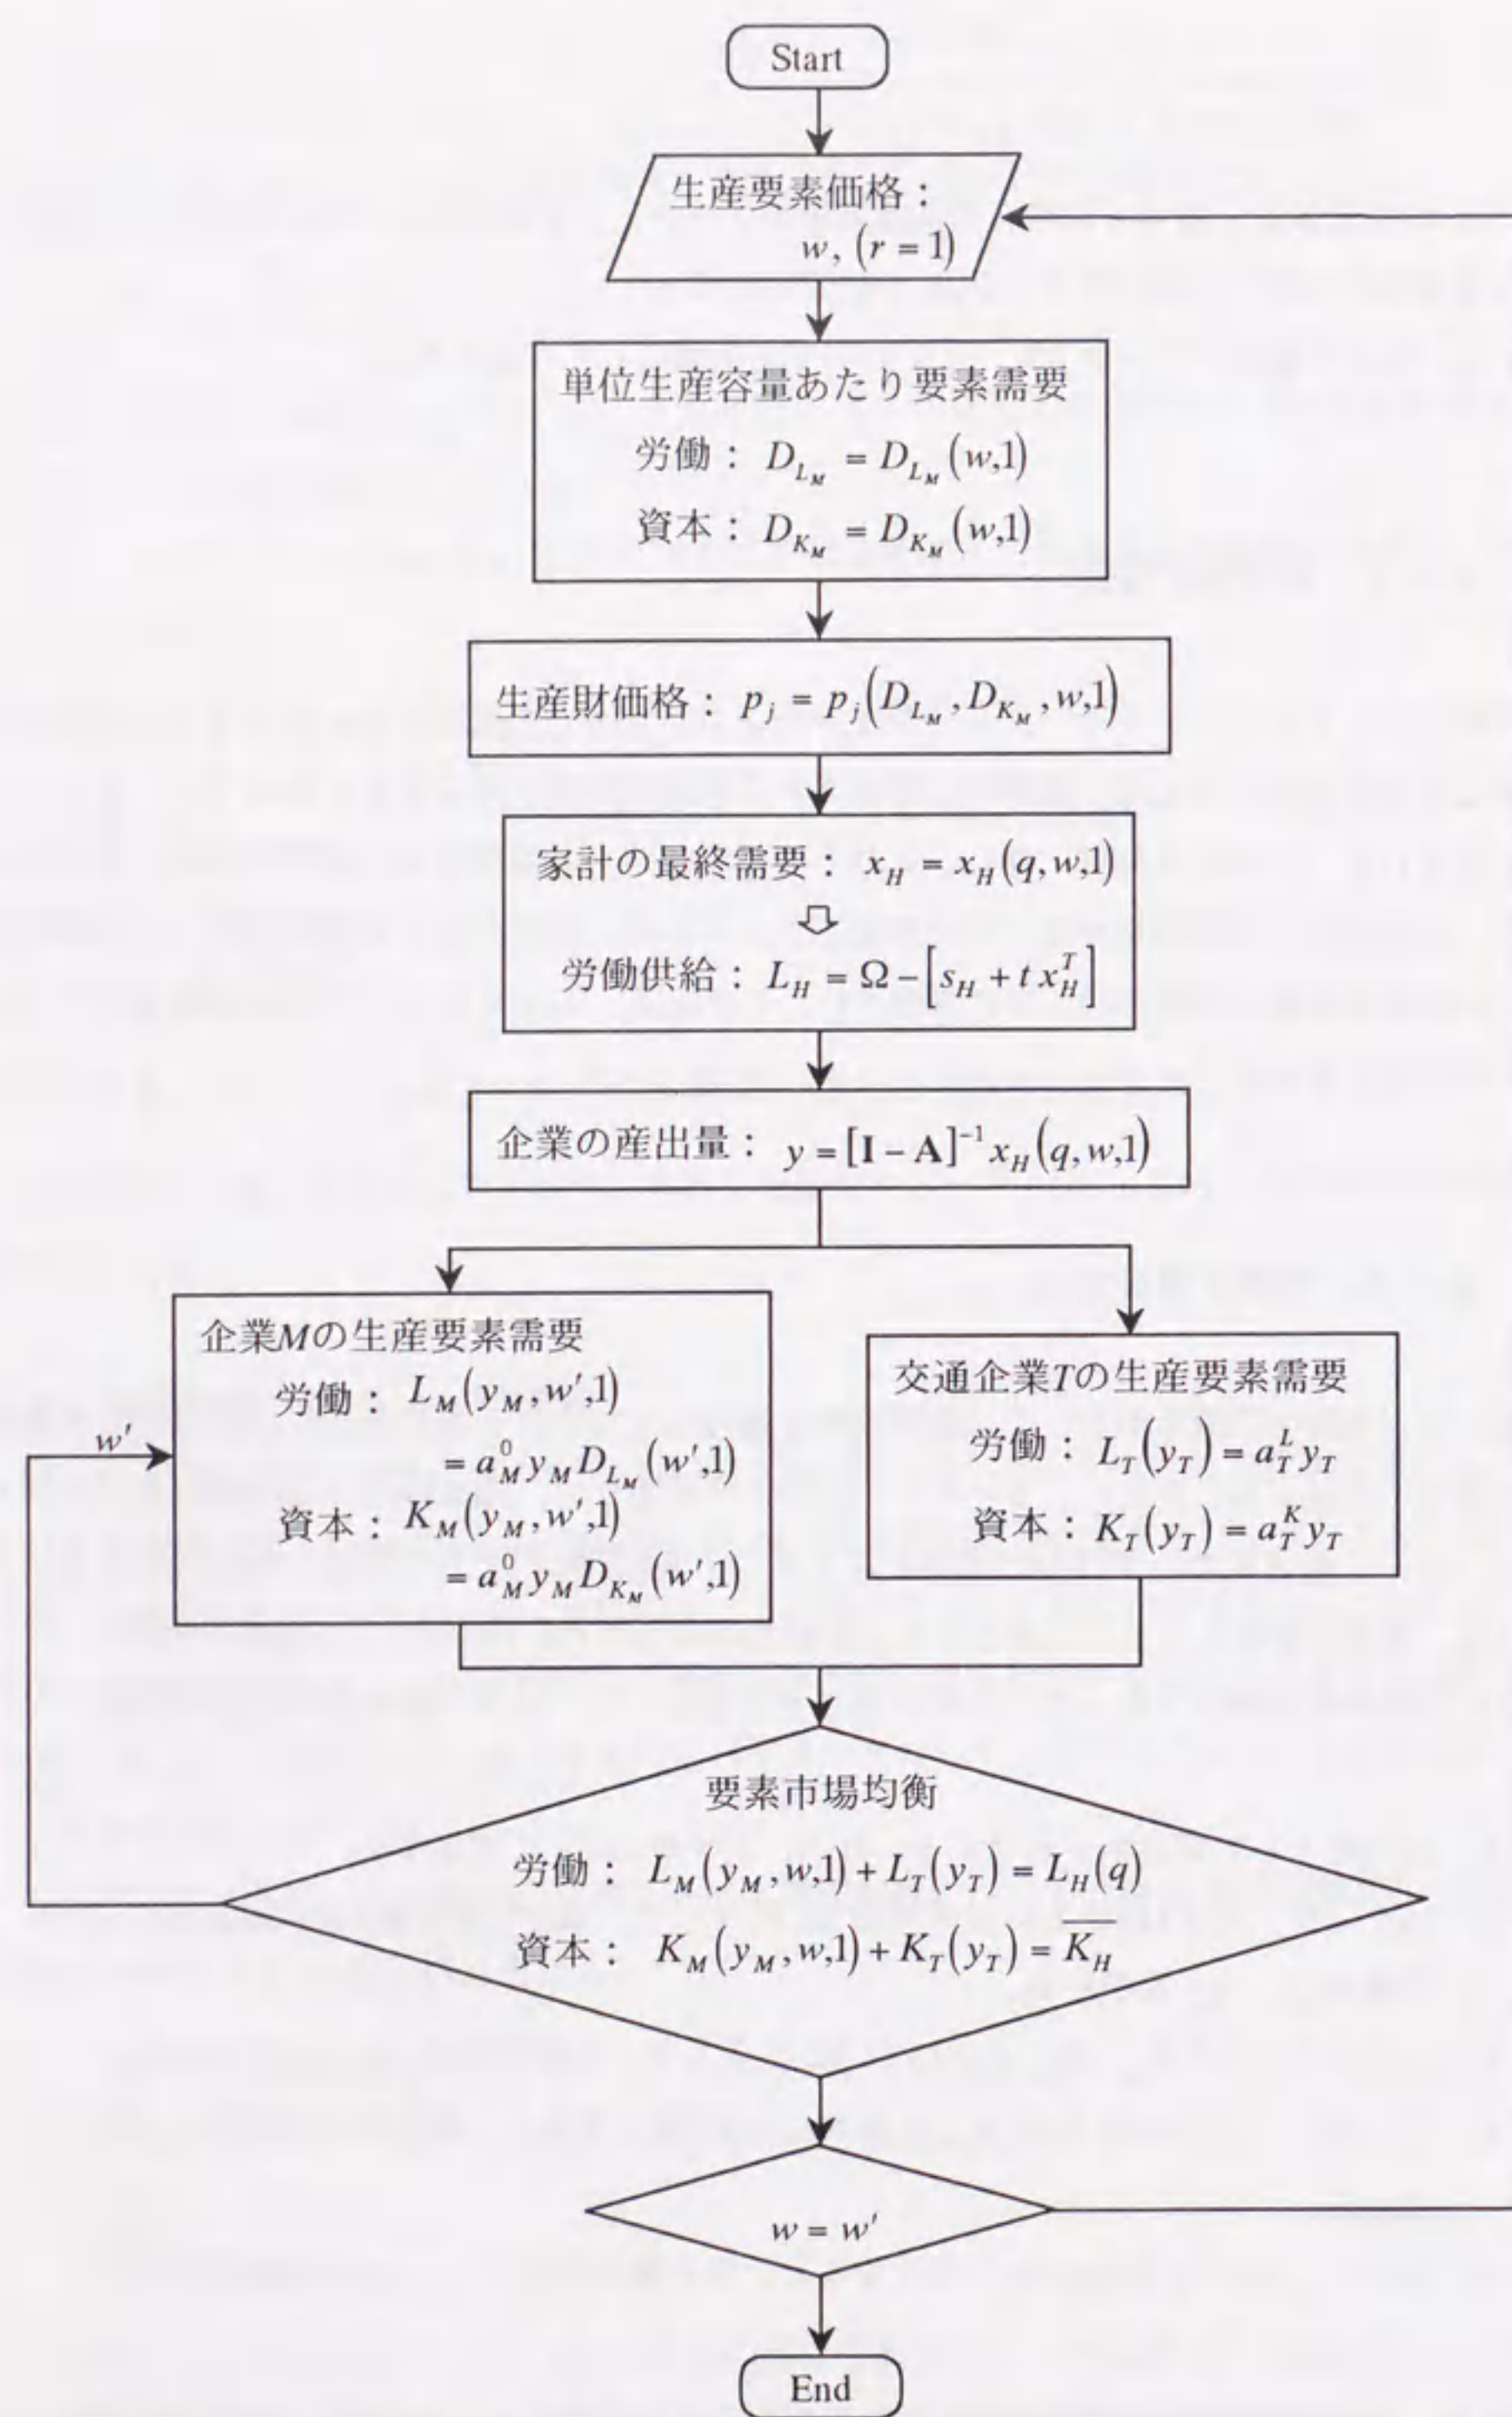 Start
生産要素価格：
w, (r = 1)
単位生産容量あたり要素需要
労働： D_{L_M} = D_{L_M}(w,1)
資本： D_{K_M} = D_{K_M}(w,1)
生産財価格： p_j = p_j(D_{L_M}, D_{K_M}, w,1)
家計の最終需要： x_H = x_H(q, w,1)
労働供給： L_H = Ω − [s_H + t x_H^T]
企業の産出量： y = [I − A]^{-1} x_H(q, w,1)
企業Mの生産要素需要
労働： L_M(y_M, w′,1)
= a_M^0 y_M D_{L_M}(w′,1)
資本： K_M(y_M, w′,1)
= a_M^0 y_M D_{K_M}(w′,1)
交通企業Tの生産要素需要
労働： L_T(y_T) = a_T^L y_T
資本： K_T(y_T) = a_T^K y_T
w′
要素市場均衡
労働： L_M(y_M, w,1) + L_T(y_T) = L_H(q)
資本： K_M(y_M, w,1) + K_T(y_T) = \overline{K_H}
w = w′
End